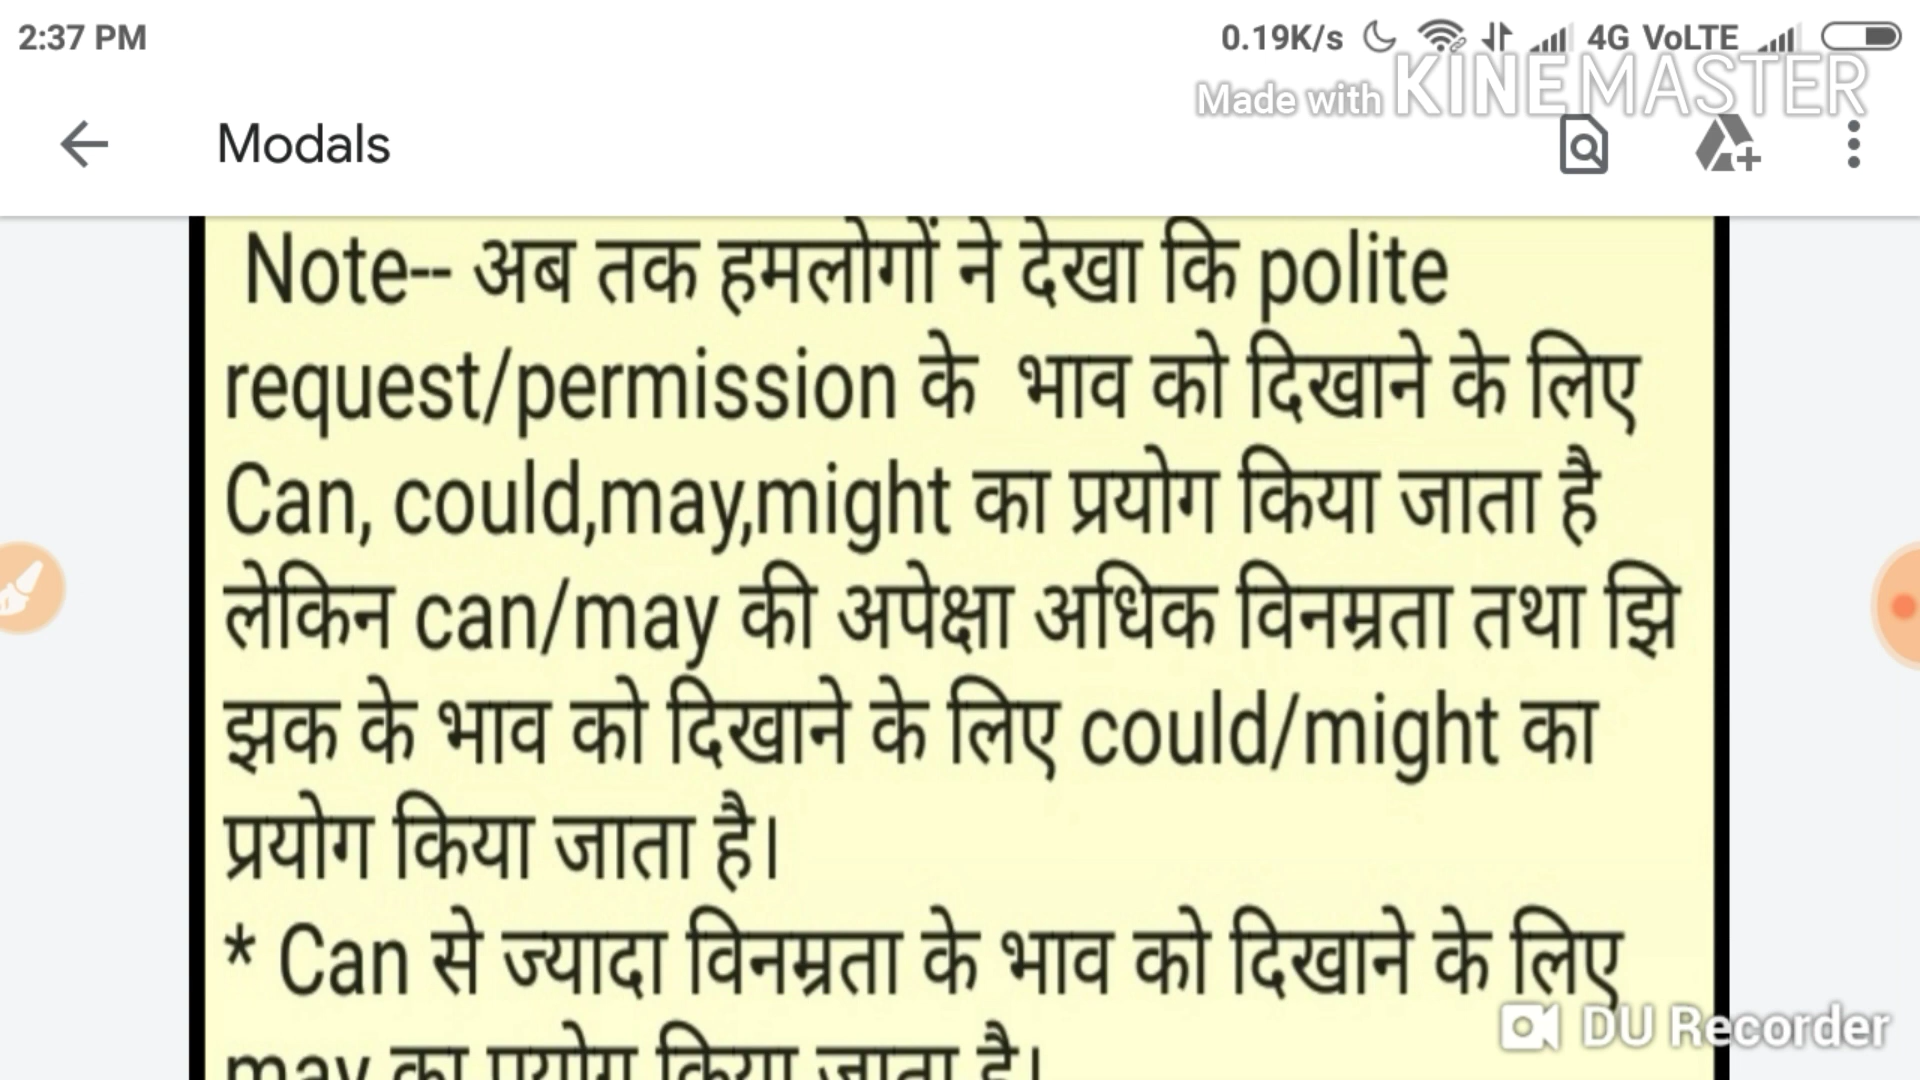 2:37 PM 0.19K/s 4G VoLTE
Made with KINEMASTER
Modals
Note-- अब तक हमलोगों ने देखा कि polite
request/permission के भाव को दिखाने के लिए
Can, could,may,might का प्रयोग किया जाता है
लेकिन can/may की अपेक्षा अधिक विनम्रता तथा झि
झक के भाव को दिखाने के लिए could/might का
प्रयोग किया जाता है।
* Can से ज्यादा विनम्रता के भाव को दिखाने के लिए
may का प्रयोग किया जाता है।
DU Recorder